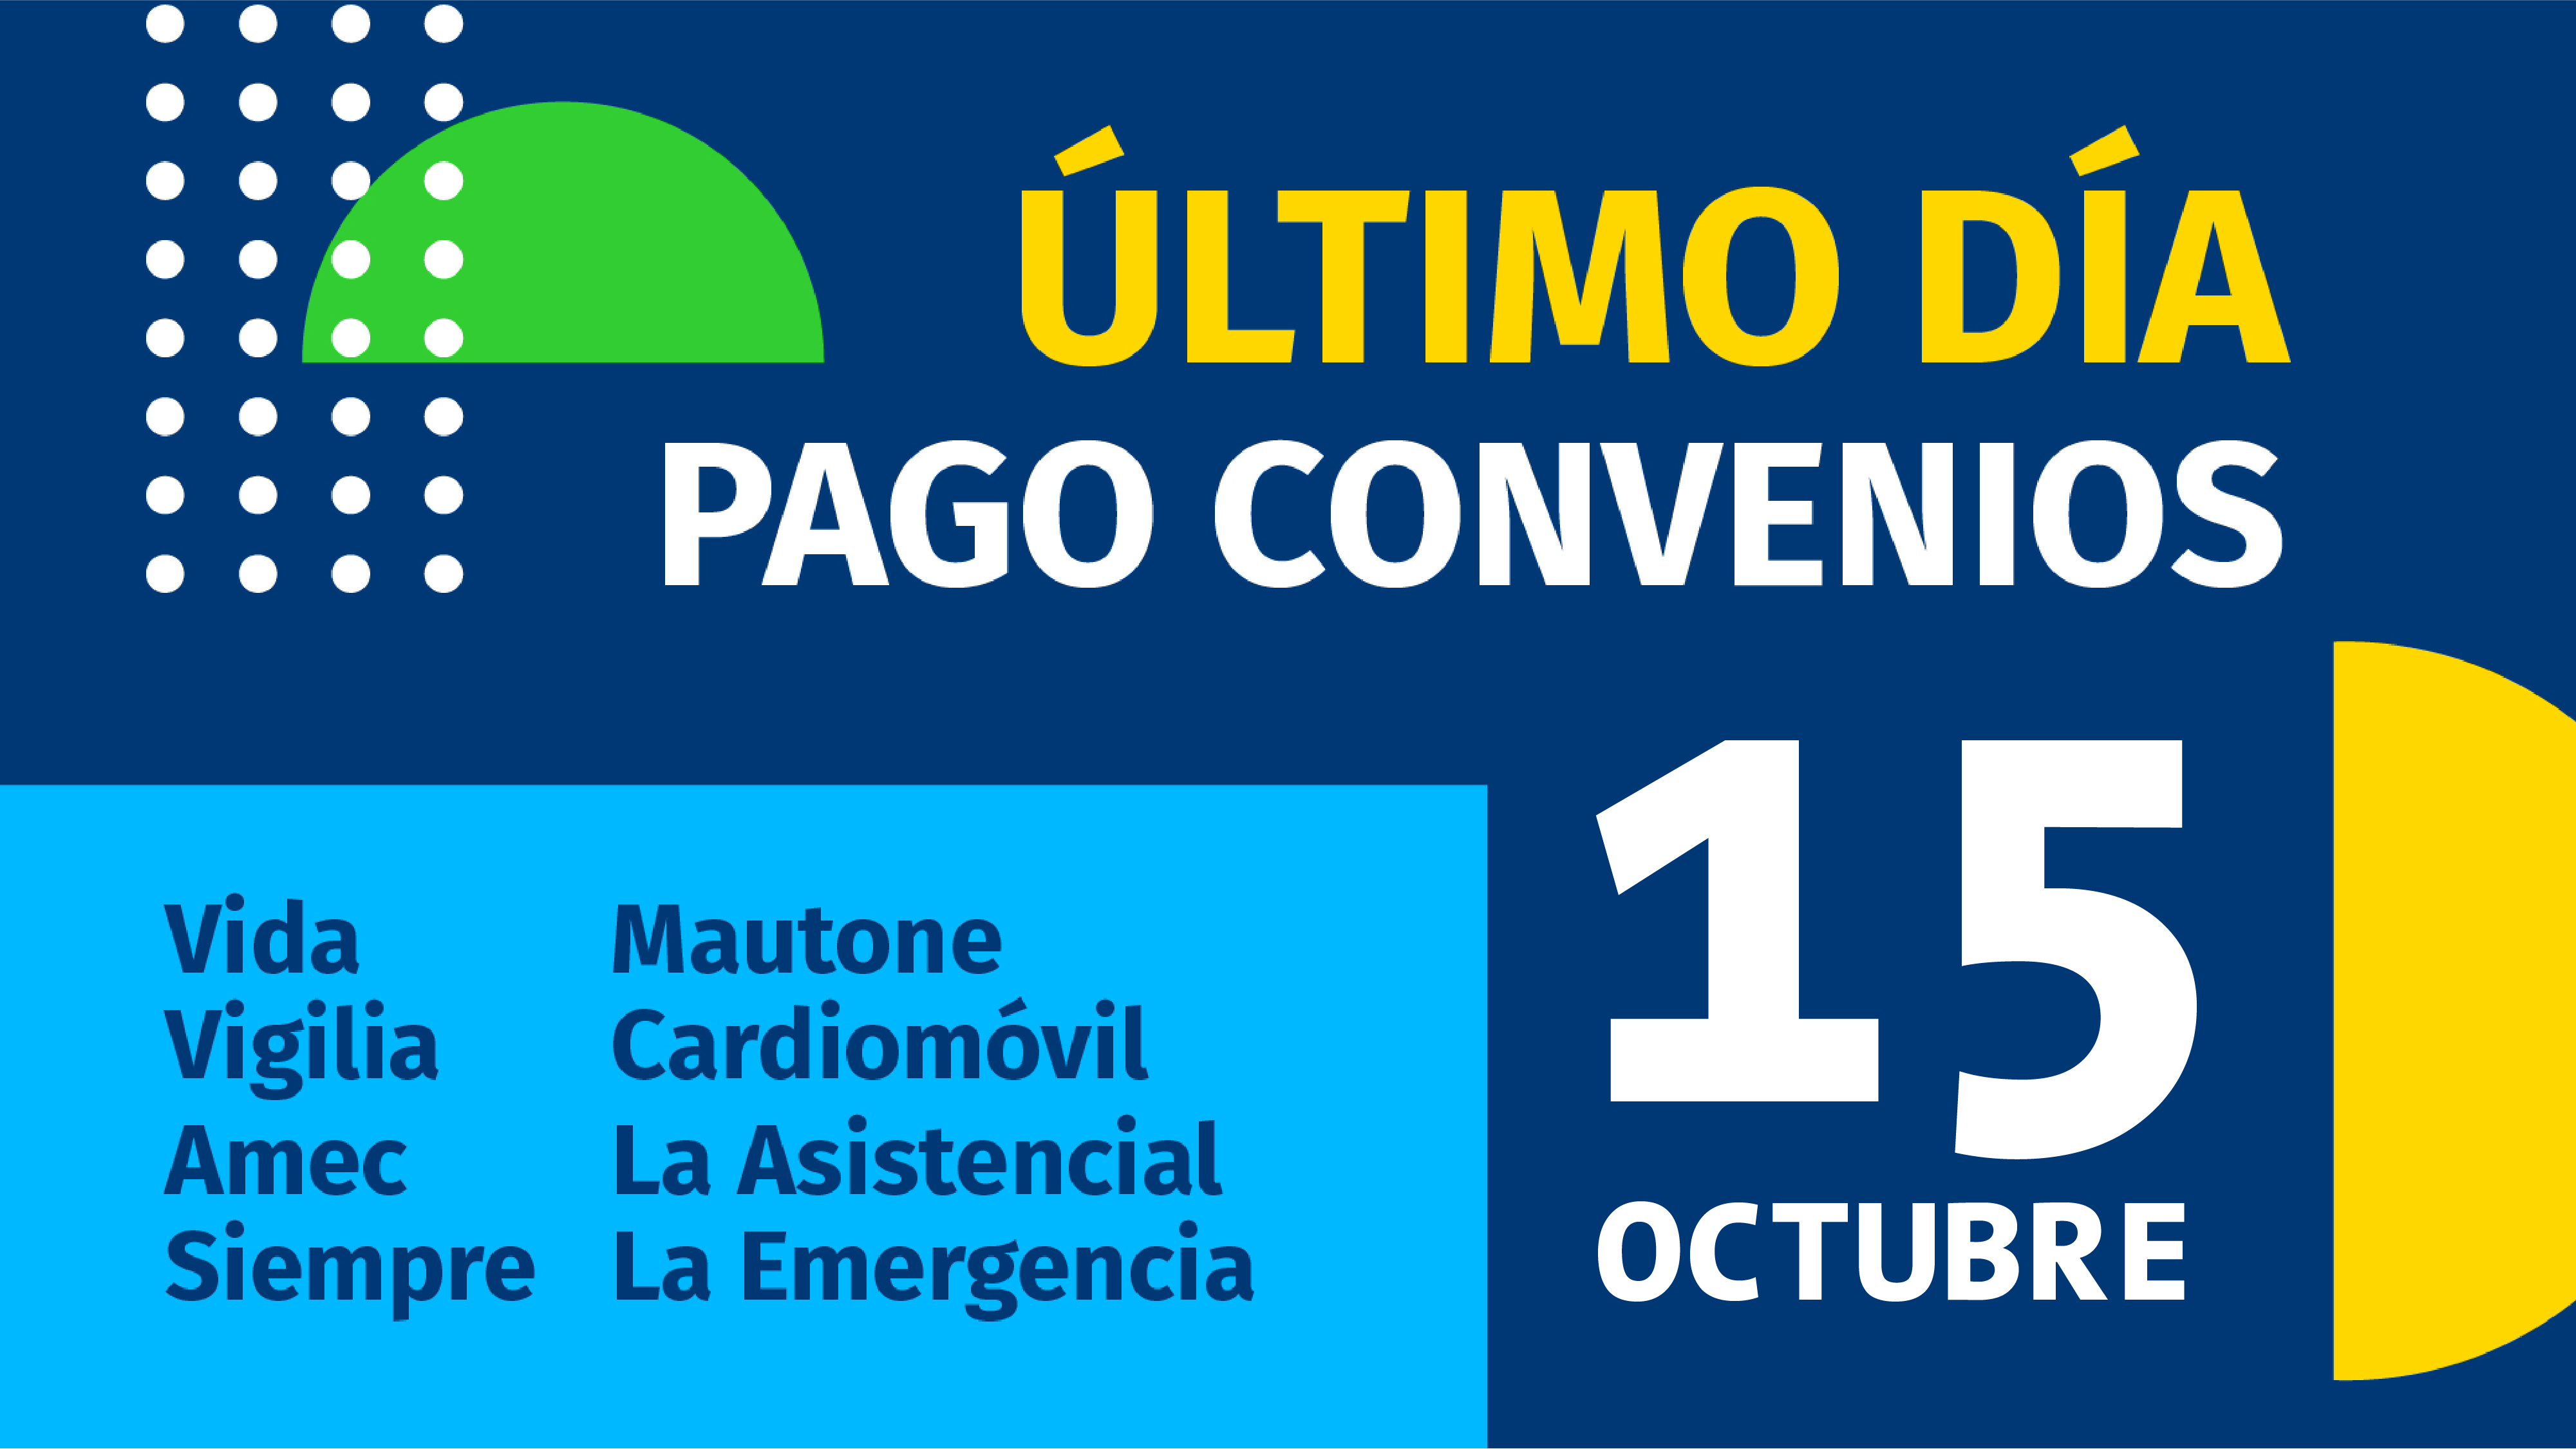 ÚLTIMO DÍA
PAGO CONVENIOS
Vida
Vigilia
Amec
Siempre
Mautone
Cardiomóvil
La Asistencial
La Emergencia
15
OCTUBRE